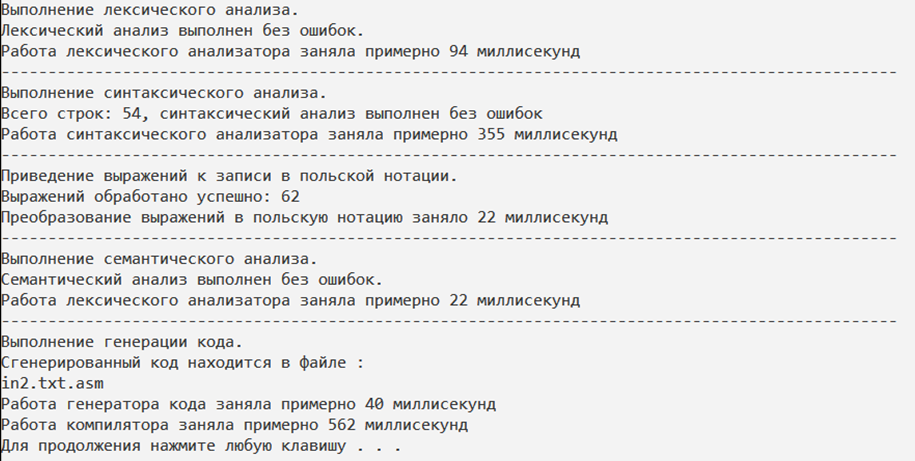 Выполнение лексического анализа.
Лексический анализ выполнен без ошибок.
Работа лексического анализатора заняла примерно 94 миллисекунд
------------------------------------------------------------------------------------------------
Выполнение синтаксического анализа.
Всего строк: 54, синтаксический анализ выполнен без ошибок
Работа синтаксического анализатора заняла примерно 355 миллисекунд
------------------------------------------------------------------------------------------------
Приведение выражений к записи в польской нотации.
Выражений обработано успешно: 62
Преобразование выражений в польскую нотацию заняло 22 миллисекунд
------------------------------------------------------------------------------------------------
Выполнение семантического анализа.
Семантический анализ выполнен без ошибок.
Работа лексического анализатора заняла примерно 22 миллисекунд
------------------------------------------------------------------------------------------------
Выполнение генерации кода.
Сгенерированный код находится в файле :
in2.txt.asm
Работа генератора кода заняла примерно 40 миллисекунд
Работа компилятора заняла примерно 562 миллисекунд
Для продолжения нажмите любую клавишу . . .